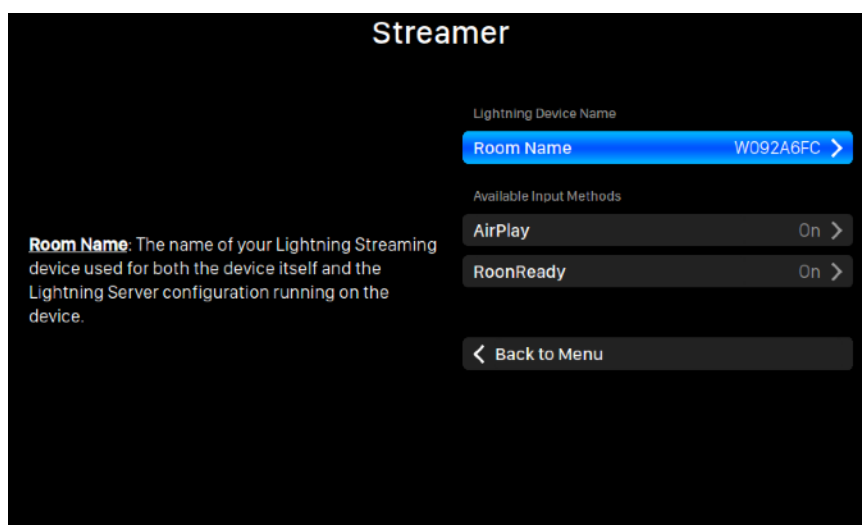 Streamer
Lightning Device Name
Room Name W092A6FC
Available Input Methods
AirPlay On
RoonReady On
Back to Menu
Room Name: The name of your Lightning Streaming
device used for both the device itself and the
Lightning Server configuration running on the
device.